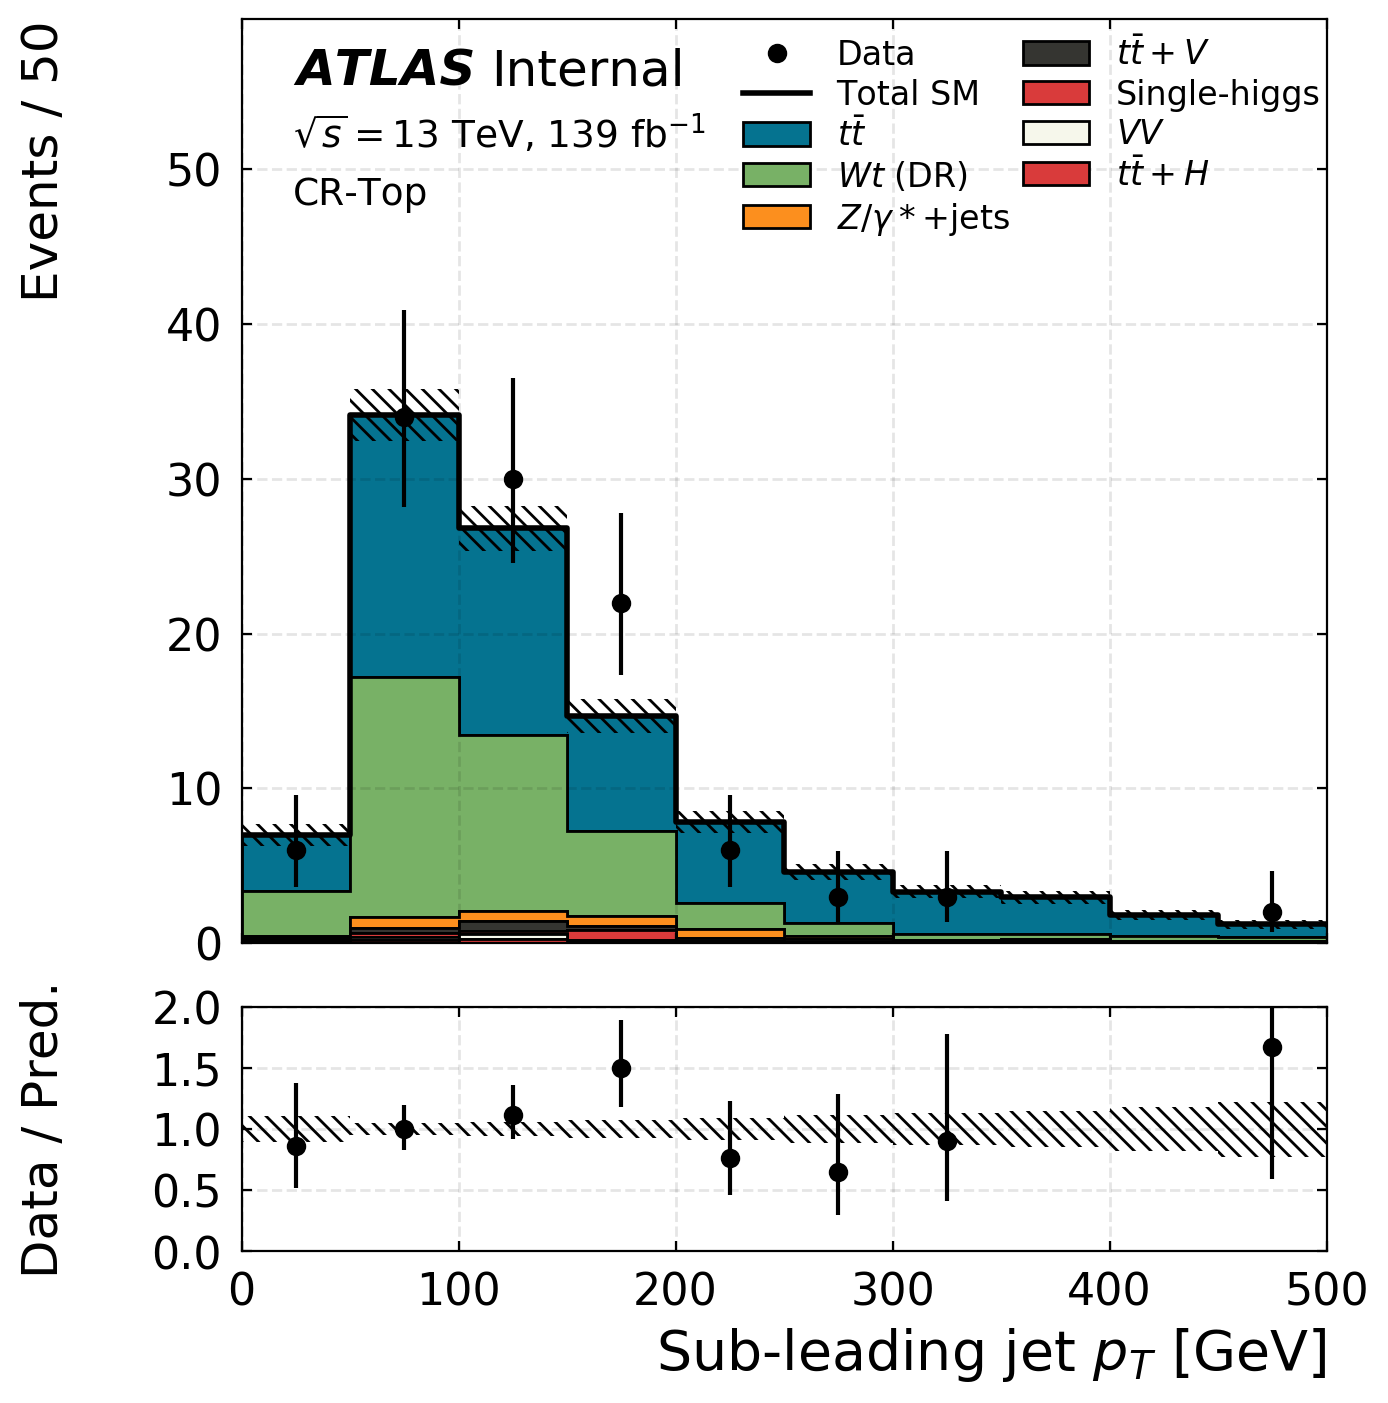 Events / 50
ATLAS Internal
√s = 13 TeV, 139 fb⁻¹
CR-Top
Data
Total SM
tt̄
Wt (DR)
Z/γ*+jets
tt̄ + V
Single-higgs
VV
tt̄ + H
50
40
30
20
10
0
Data / Pred.
2.0
1.5
1.0
0.5
0.0
0 100 200 300 400 500
Sub-leading jet p_T [GeV]